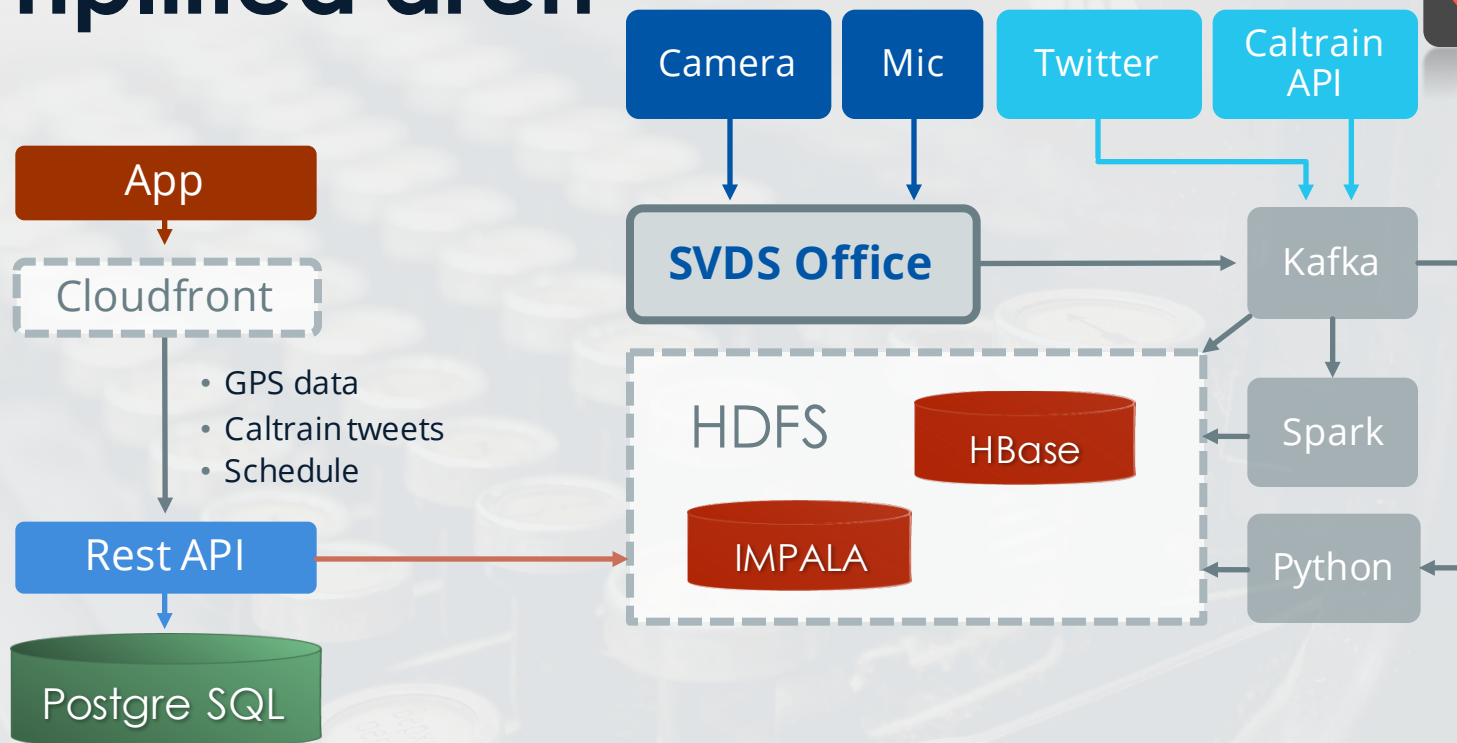 Camera
Mic
Twitter
Caltrain
API
App
SVDS Office
Kafka
Cloudfront
• GPS data
• Caltrain tweets
• Schedule
HDFS
HBase
Spark
IMPALA
Rest API
Python
Postgre SQL